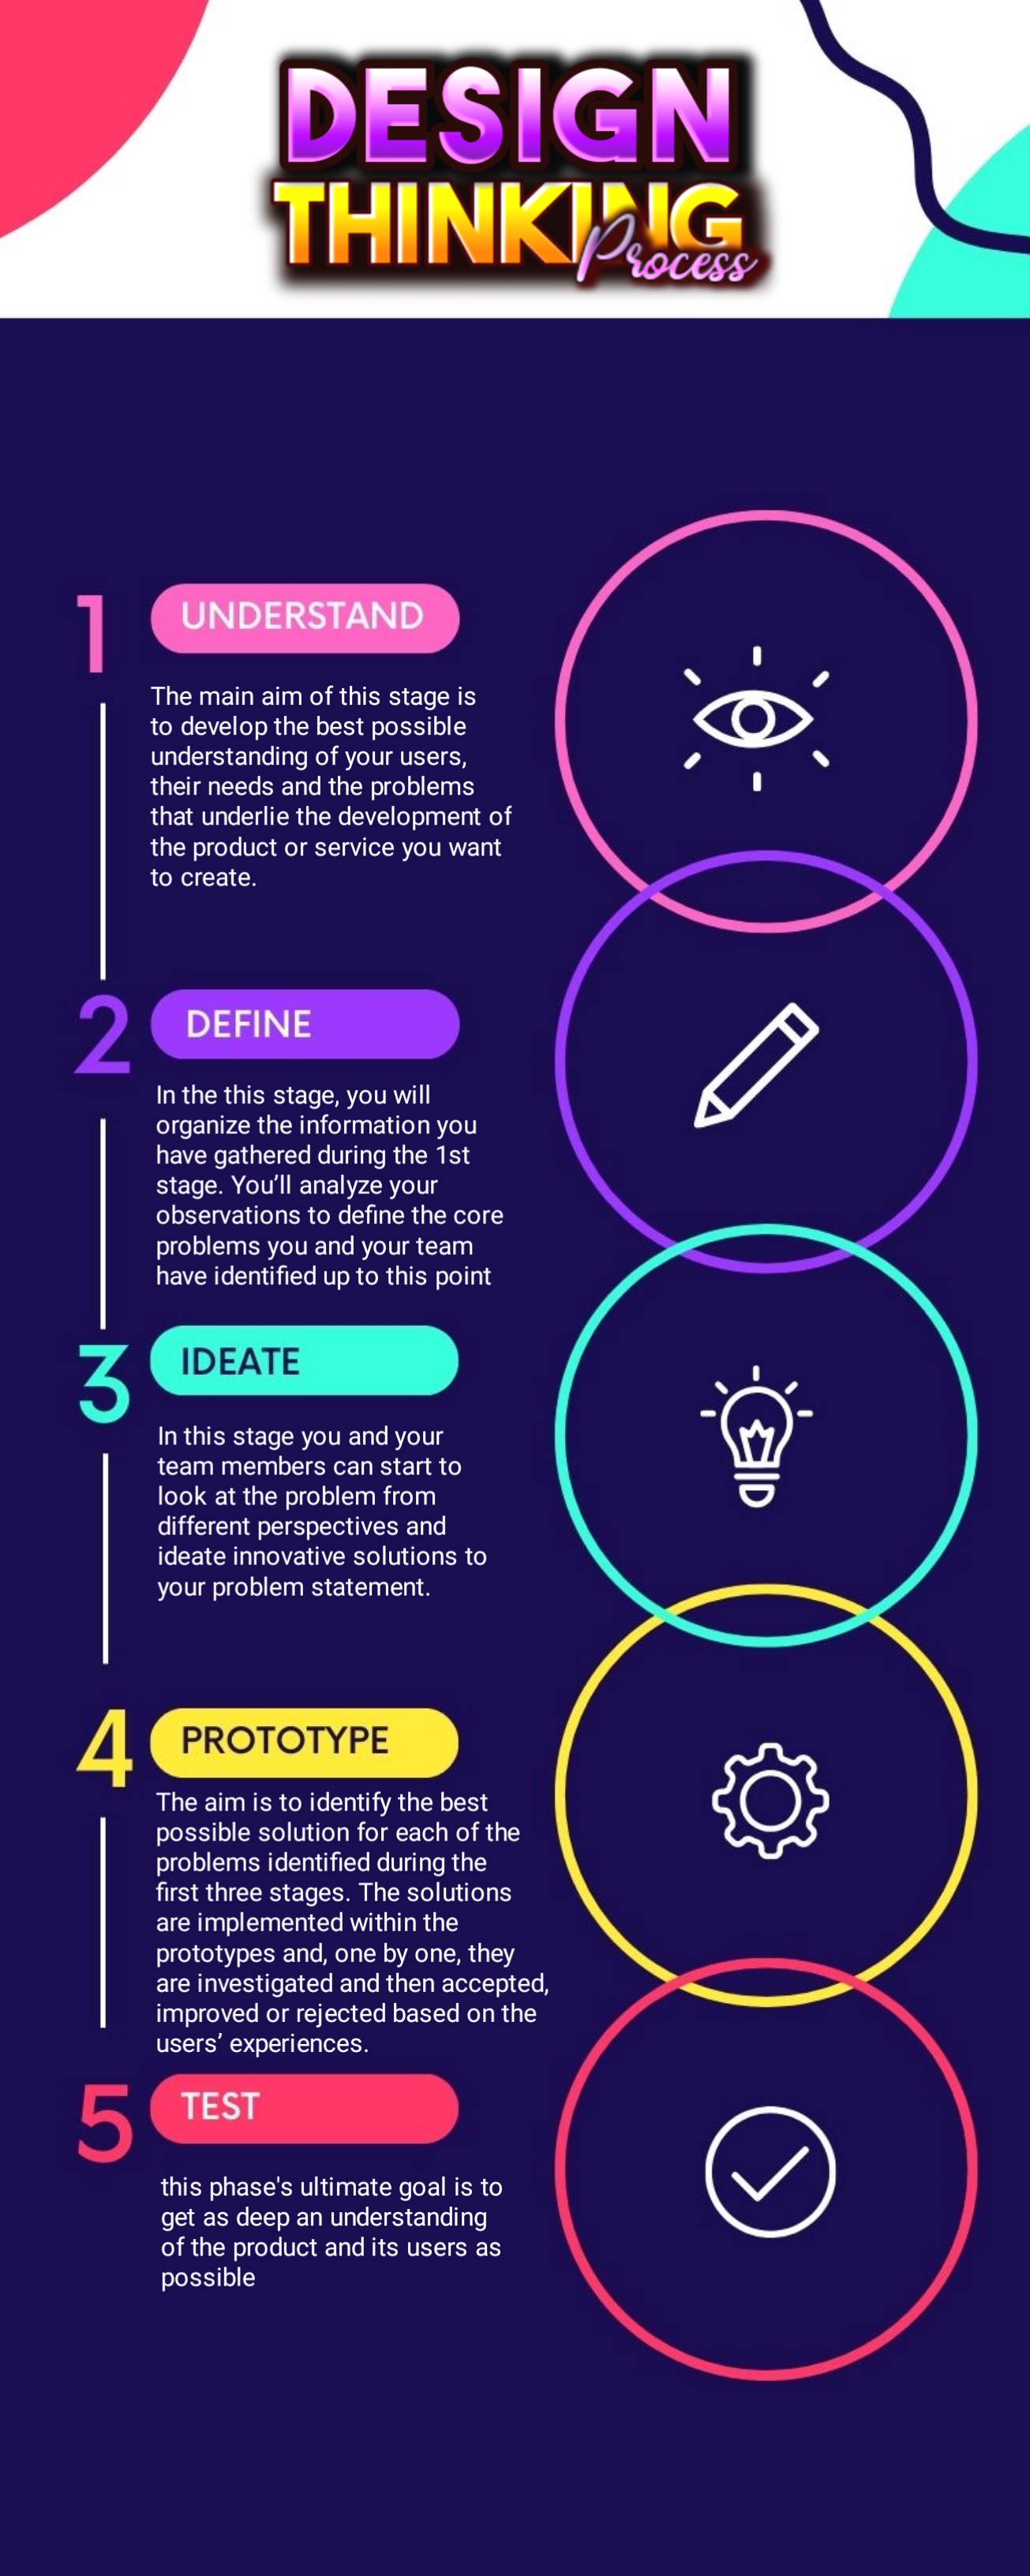 DESIGN
THINKING
Process
1
UNDERSTAND
The main aim of this stage is
to develop the best possible
understanding of your users,
their needs and the problems
that underlie the development of
the product or service you want
to create.
2
DEFINE
In the this stage, you will
organize the information you
have gathered during the 1st
stage. You’ll analyze your
observations to define the core
problems you and your team
have identified up to this point
3
IDEATE
In this stage you and your
team members can start to
look at the problem from
different perspectives and
ideate innovative solutions to
your problem statement.
4
PROTOTYPE
The aim is to identify the best
possible solution for each of the
problems identified during the
first three stages. The solutions
are implemented within the
prototypes and, one by one, they
are investigated and then accepted,
improved or rejected based on the
users’ experiences.
5
TEST
this phase's ultimate goal is to
get as deep an understanding
of the product and its users as
possible